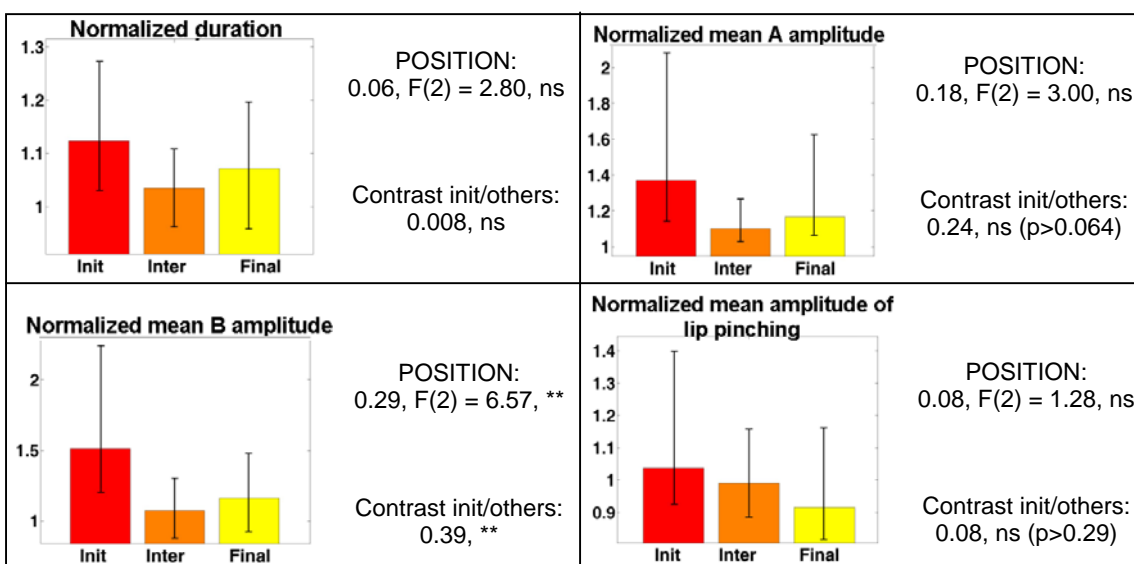 Normalized duration
1.3
1.2
1.1
1
Init Inter Final
POSITION:
0.06, F(2) = 2.80, ns
Contrast init/others:
0.008, ns
Normalized mean A amplitude
2
1.8
1.6
1.4
1.2
1
Init Inter Final
POSITION:
0.18, F(2) = 3.00, ns
Contrast init/others:
0.24, ns (p>0.064)
Normalized mean B amplitude
2
1.5
1
Init Inter Final
POSITION:
0.29, F(2) = 6.57, **
Contrast init/others:
0.39, **
Normalized mean amplitude of
lip pinching
1.4
1.3
1.2
1.1
1
0.9
Init Inter Final
POSITION:
0.08, F(2) = 1.28, ns
Contrast init/others:
0.08, ns (p>0.29)